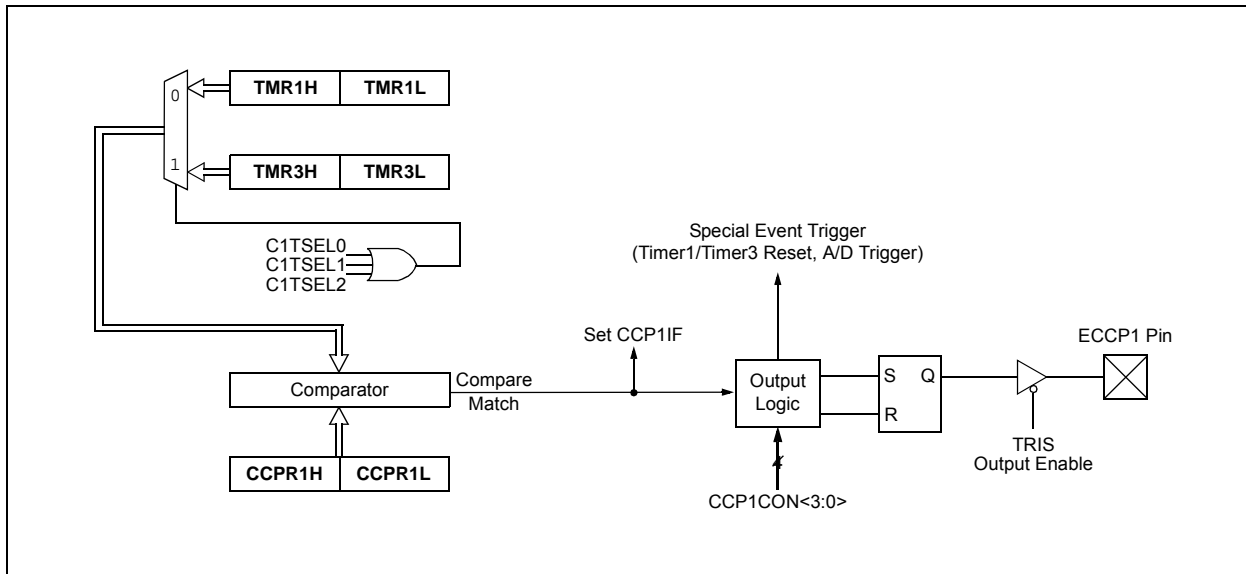 0
TMR1H TMR1L
1
TMR3H TMR3L
C1TSEL0
C1TSEL1
C1TSEL2
Special Event Trigger
(Timer1/Timer3 Reset, A/D Trigger)
Set CCP1IF
ECCP1 Pin
Comparator
Compare
Match
Output
Logic
S Q
R
TRIS
Output Enable
CCPR1H CCPR1L
4
CCP1CON<3:0>